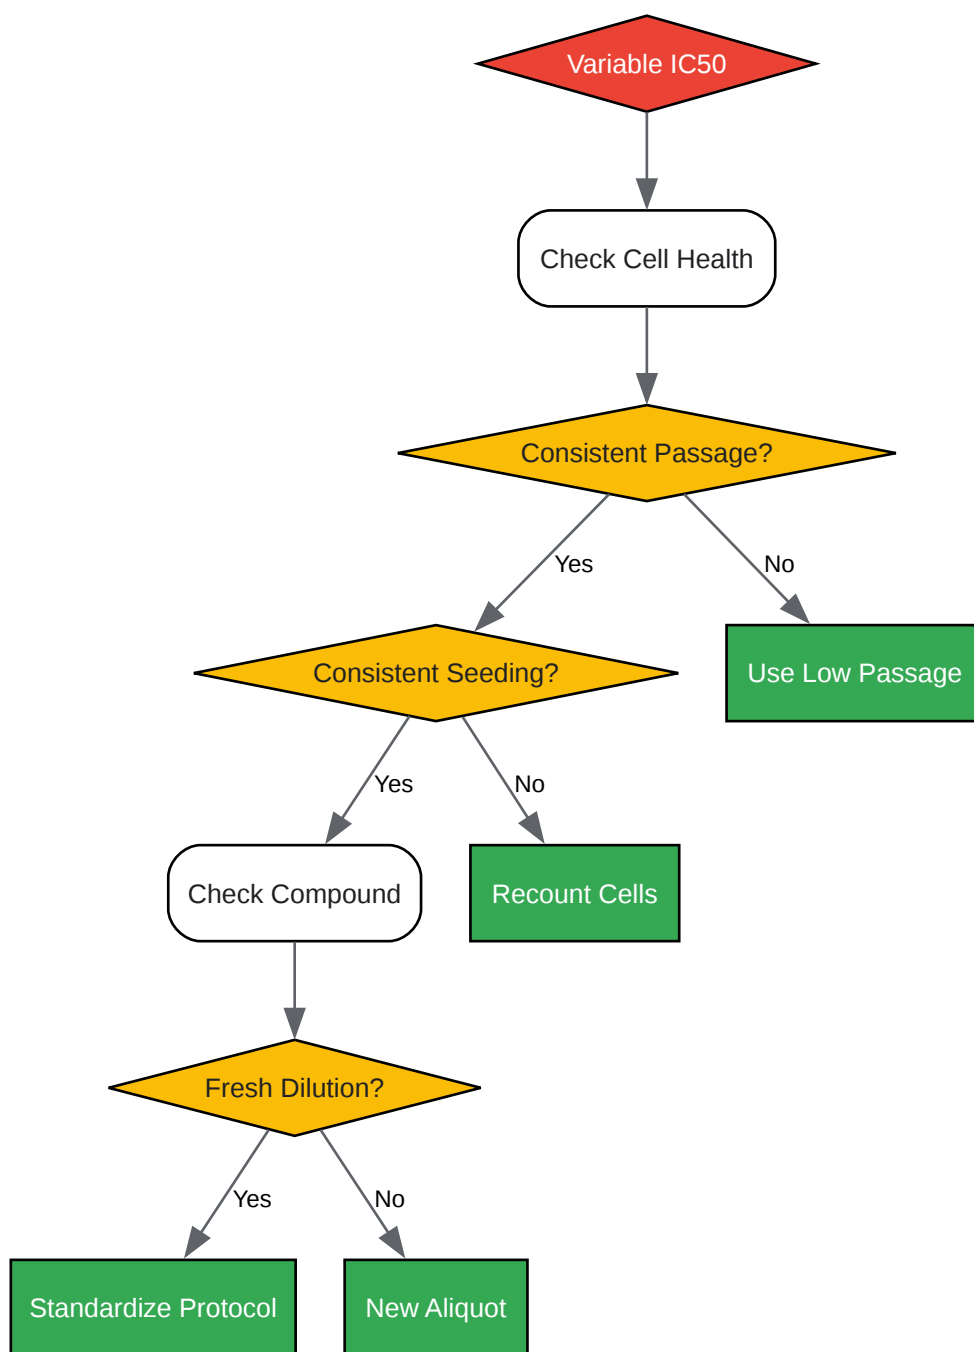 Variable IC50
Check Cell Health
Consistent Passage?
Yes
No
Consistent Seeding?
Use Low Passage
Yes
No
Check Compound
Recount Cells
Fresh Dilution?
Yes
No
Standardize Protocol
New Aliquot